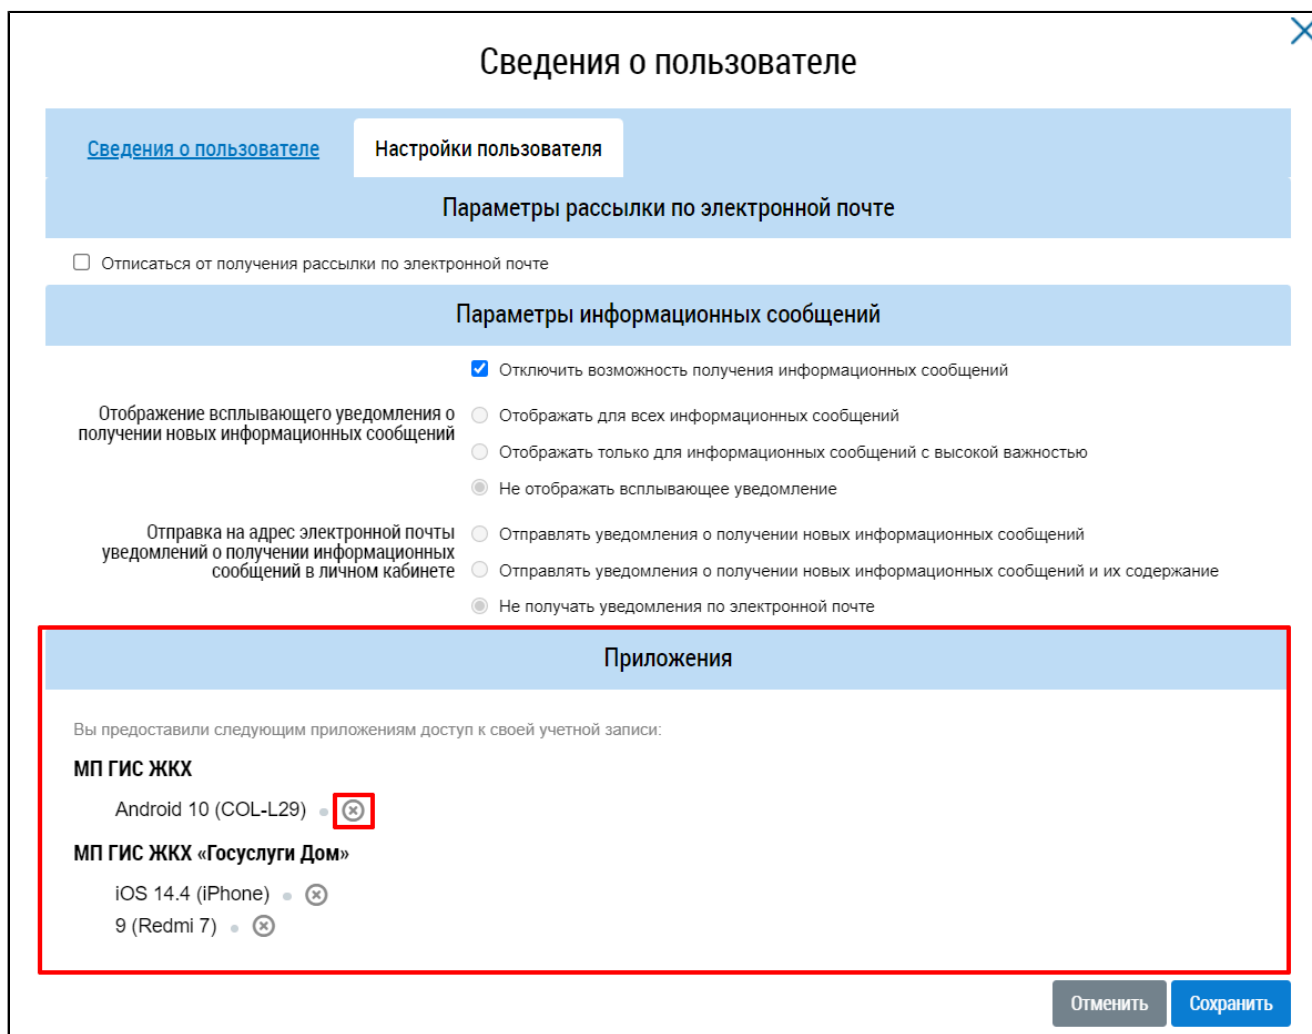 Сведения о пользователе
Сведения о пользователе
Настройки пользователя
Параметры рассылки по электронной почте
Отписаться от получения рассылки по электронной почте
Параметры информационных сообщений
Отключить возможность получения информационных сообщений
Отображение всплывающего уведомления о
получении новых информационных сообщений
Отображать для всех информационных сообщений
Отображать только для информационных сообщений с высокой важностью
Не отображать всплывающее уведомление
Отправка на адрес электронной почты
уведомлений о получении информационных
сообщений в личном кабинете
Отправлять уведомления о получении новых информационных сообщений
Отправлять уведомления о получении новых информационных сообщений и их содержание
Не получать уведомления по электронной почте
Приложения
Вы предоставили следующим приложениям доступ к своей учетной записи:
МП ГИС ЖКХ
Android 10 (COL-L29)
МП ГИС ЖКХ «Госуслуги Дом»
iOS 14.4 (iPhone)
9 (Redmi 7)
Отменить
Сохранить